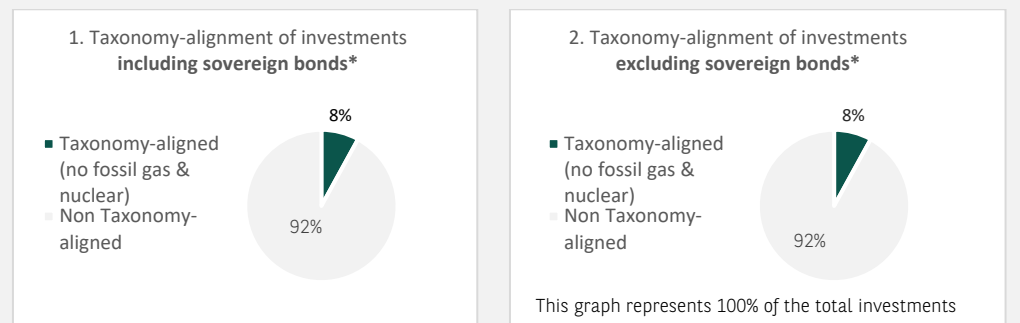 1. Taxonomy-alignment of investments
including sovereign bonds*
8%
Taxonomy-aligned
(no fossil gas &
nuclear)
Non Taxonomy-
aligned
92%
2. Taxonomy-alignment of investments
excluding sovereign bonds*
8%
Taxonomy-aligned
(no fossil gas &
nuclear)
Non Taxonomy-
aligned
92%
This graph represents 100% of the total investments